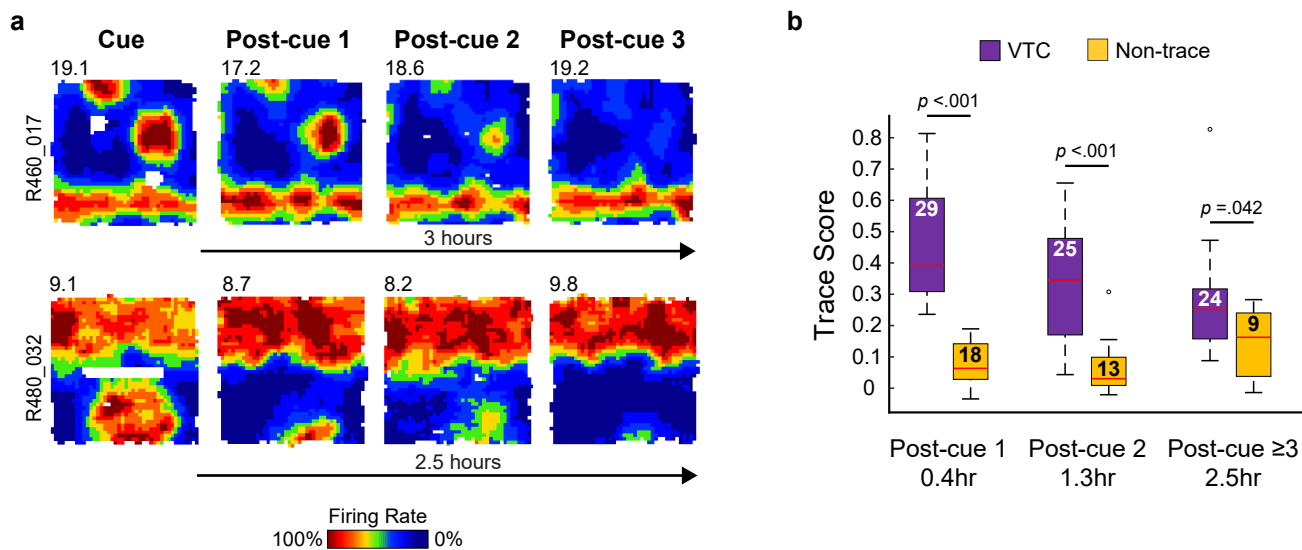 a
Cue Post-cue 1 Post-cue 2 Post-cue 3
19.1 17.2 18.6 19.2
R460_017
3 hours
9.1 8.7 8.2 9.8
R480_032
2.5 hours
Firing Rate
100% 0%
b
VTC Non-trace
p <.001
p <.001
p =.042
Trace Score
0.8
0.7
0.6
0.5
0.4
0.3
0.2
0.1
0
29 18 25 13 24 9
Post-cue 1 Post-cue 2 Post-cue ≥3
0.4hr 1.3hr 2.5hr